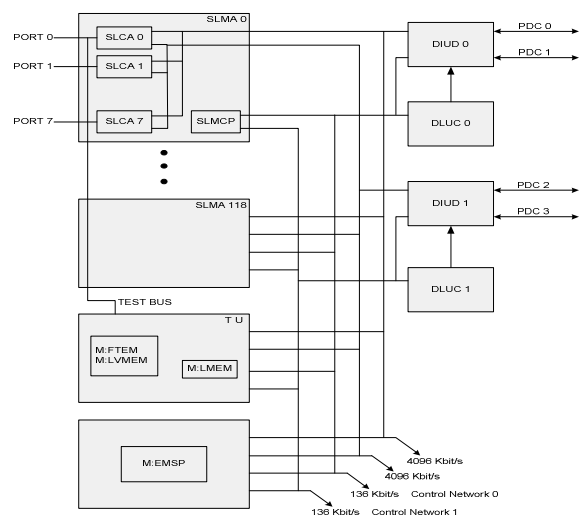 SLMA 0
PORT 0
SLCA 0
PORT 1
SLCA 1
PORT 7
SLCA 7
SLMCP
DIUD 0
PDC 0
PDC 1
DLUC 0
SLMA 118
DIUD 1
PDC 2
PDC 3
DLUC 1
TEST BUS
T U
M:FTEM
M:LVMEM
M:LMEM
M:EMSP
4096 Kbit/s
4096 Kbit/s
136 Kbit/s Control Network 0
136 Kbit/s Control Network 1